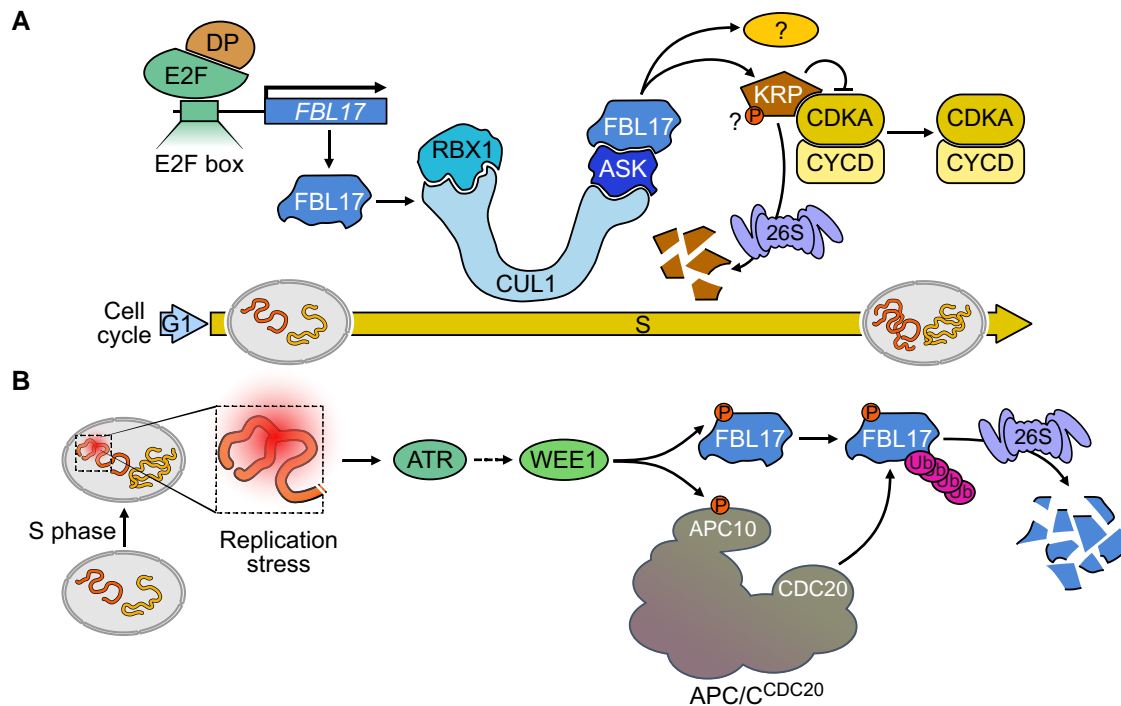 A
DP
E2F
FBL17
E2F box
FBL17
RBX1
CUL1
FBL17
ASK
?
KRP
P
?
CDKA
CYCD
CDKA
CYCD
26S
Cell
cycle
G1
S
B
S phase
Replication
stress
ATR
WEE1
P
FBL17
P
FBL17
Ub
Ub
Ub
Ub
26S
P
APC10
CDC20
APC/CCDC20